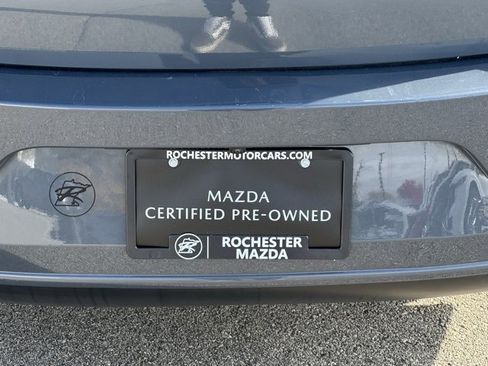 ROCHESTERMOTORCARS.COM
MAZDA
CERTIFIED PRE-OWNED
ROCHESTER
MAZDA